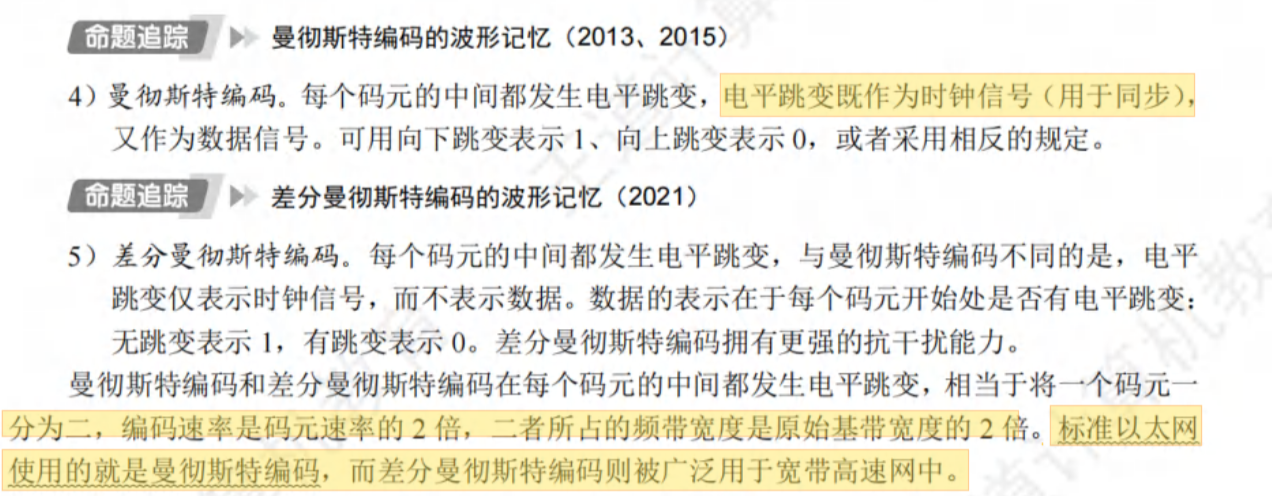 命题追踪 曼彻斯特编码的波形记忆（2013、2015）
4）曼彻斯特编码。每个码元的中间都发生电平跳变，电平跳变既作为时钟信号（用于同步），
又作为数据信号。可用向下跳变表示 1、向上跳变表示 0，或者采用相反的规定。
命题追踪 差分曼彻斯特编码的波形记忆（2021）
5）差分曼彻斯特编码。每个码元的中间都发生电平跳变，与曼彻斯特编码不同的是，电平
跳变仅表示时钟信号，而不表示数据。数据的表示在于每个码元开始处是否有电平跳变：
无跳变表示 1，有跳变表示 0。差分曼彻斯特编码拥有更强的抗干扰能力。
曼彻斯特编码和差分曼彻斯特编码在每个码元的中间都发生电平跳变，相当于将一个码元一
分为二，编码速率是码元速率的 2 倍，二者所占的频带宽度是原始基带宽度的 2 倍。标准以太网
使用的就是曼彻斯特编码，而差分曼彻斯特编码则被广泛用于宽带高速网中。